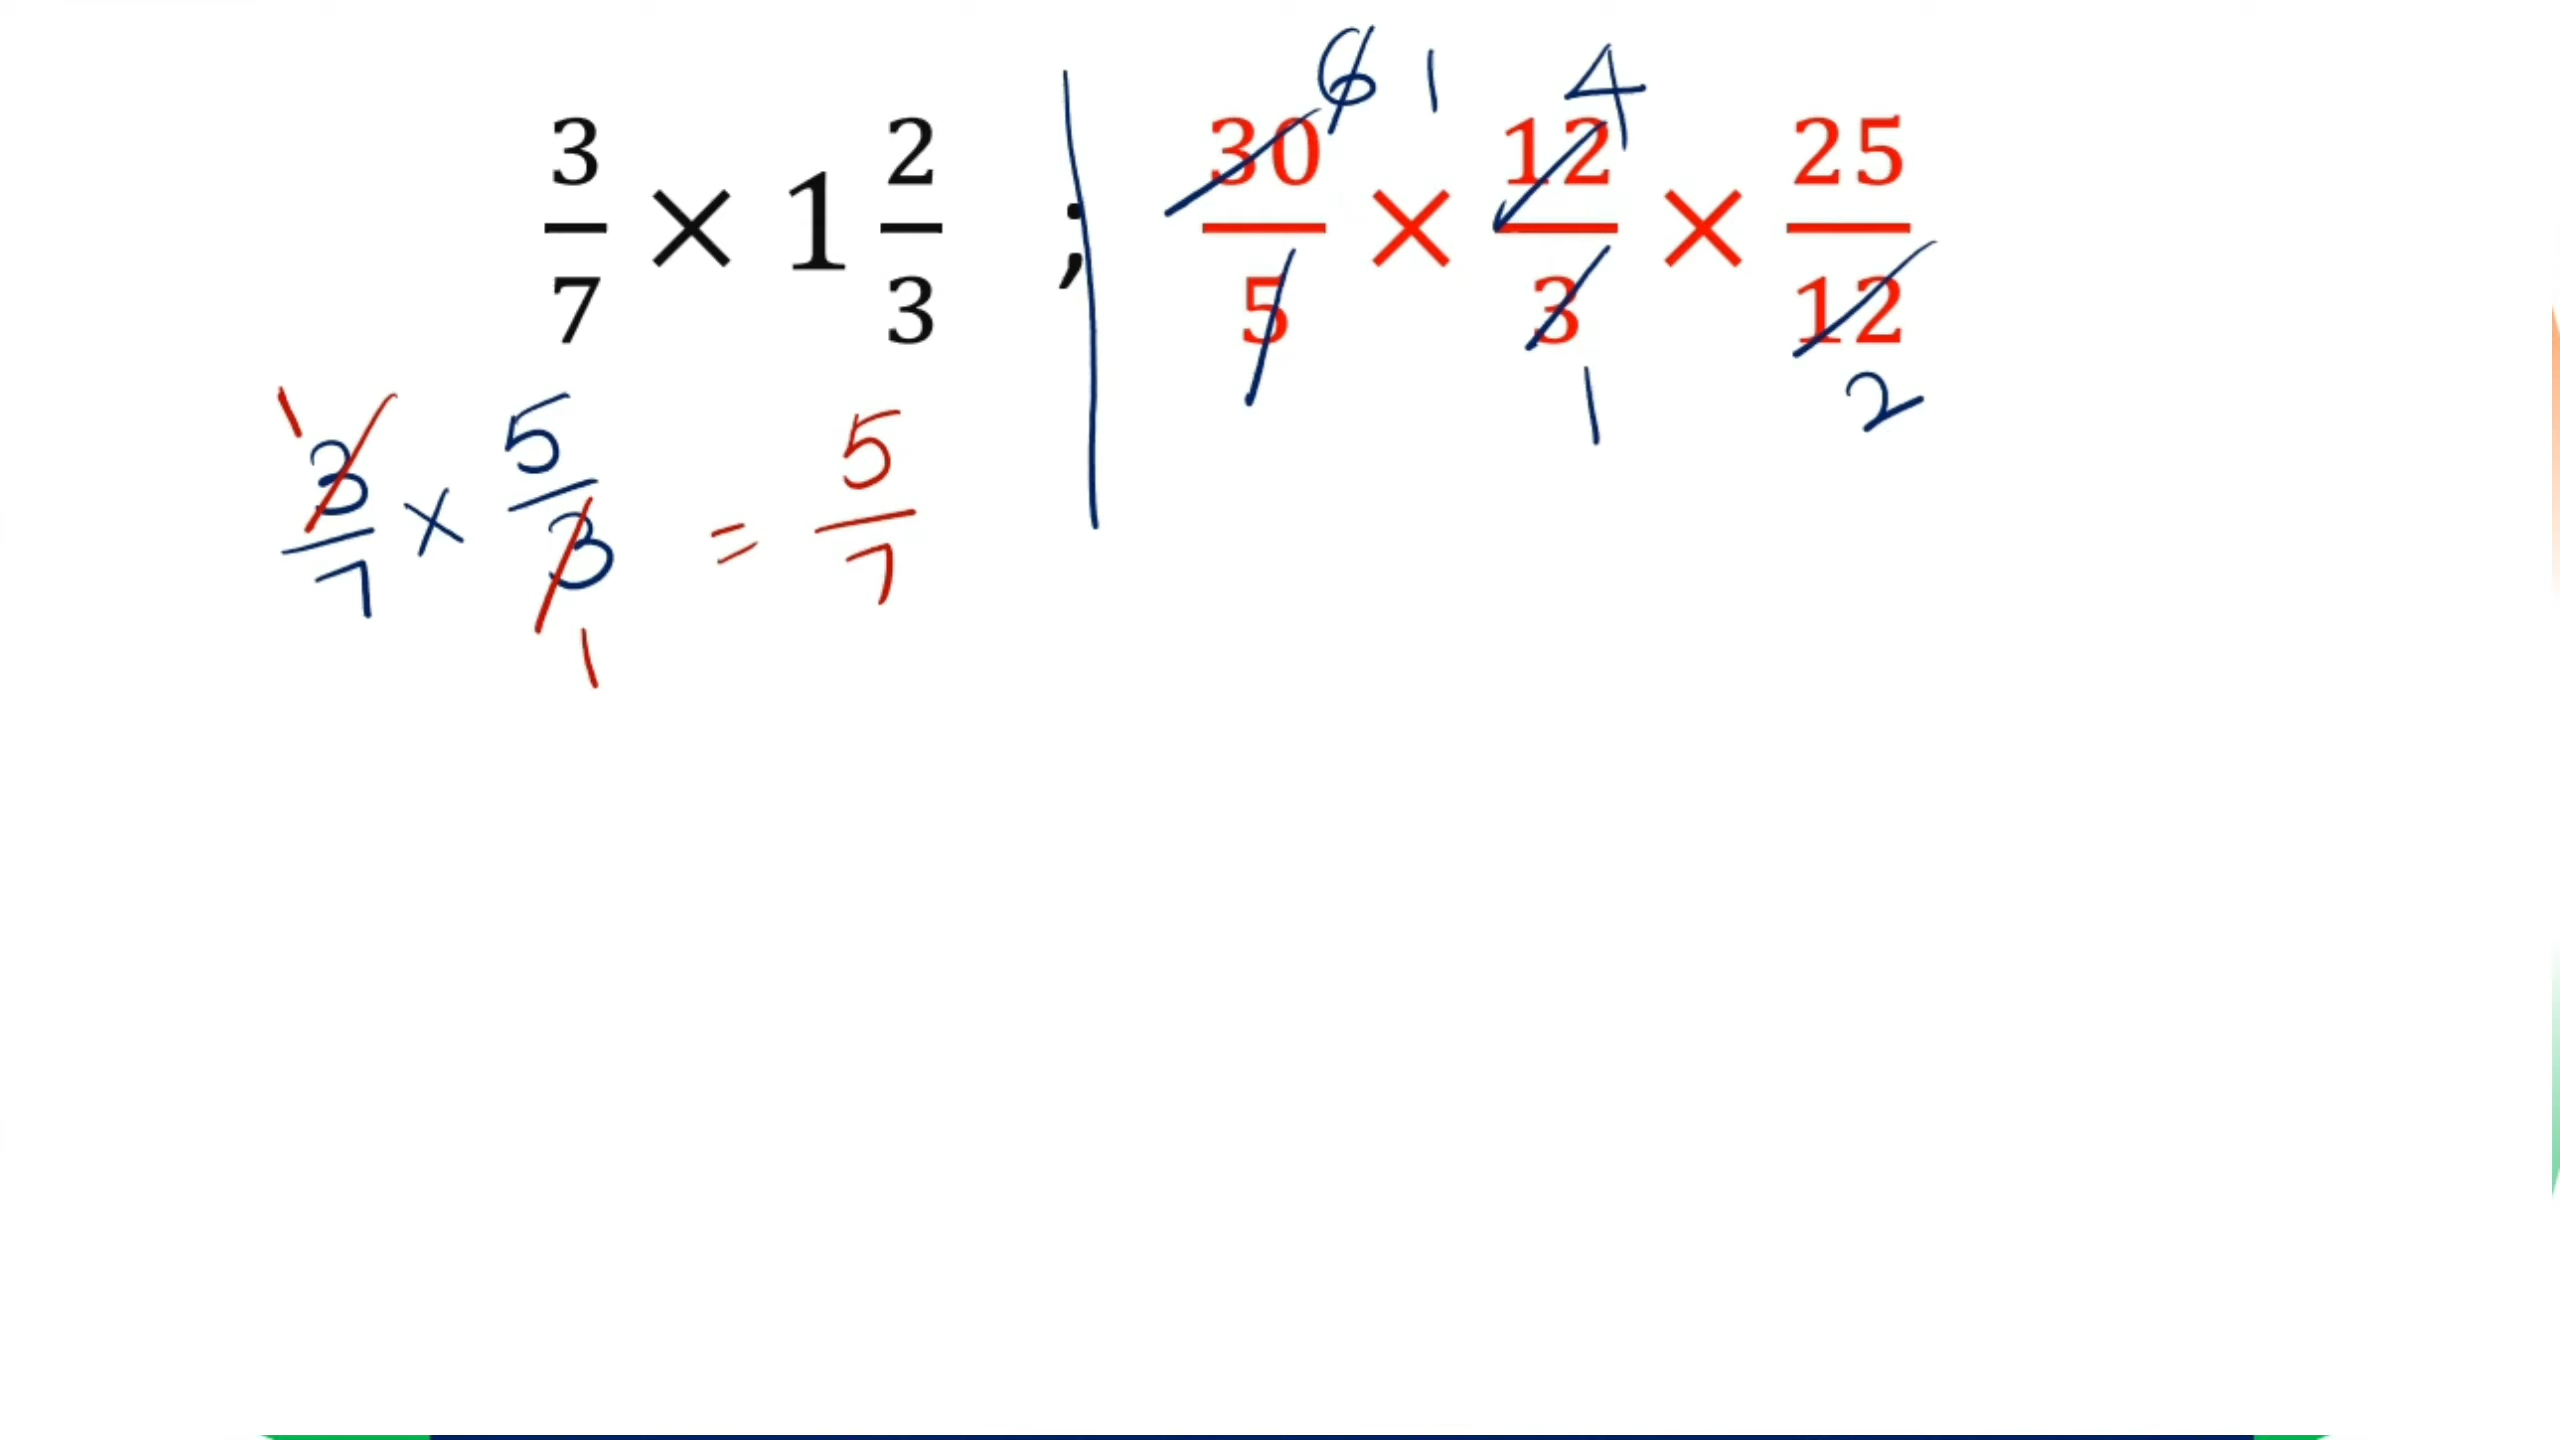 3/7 × 1 2/3 ; 30/5 × 12/3 × 25/12
6 1 4
1 2
1
3/7 × 5/3 = 5/7
1